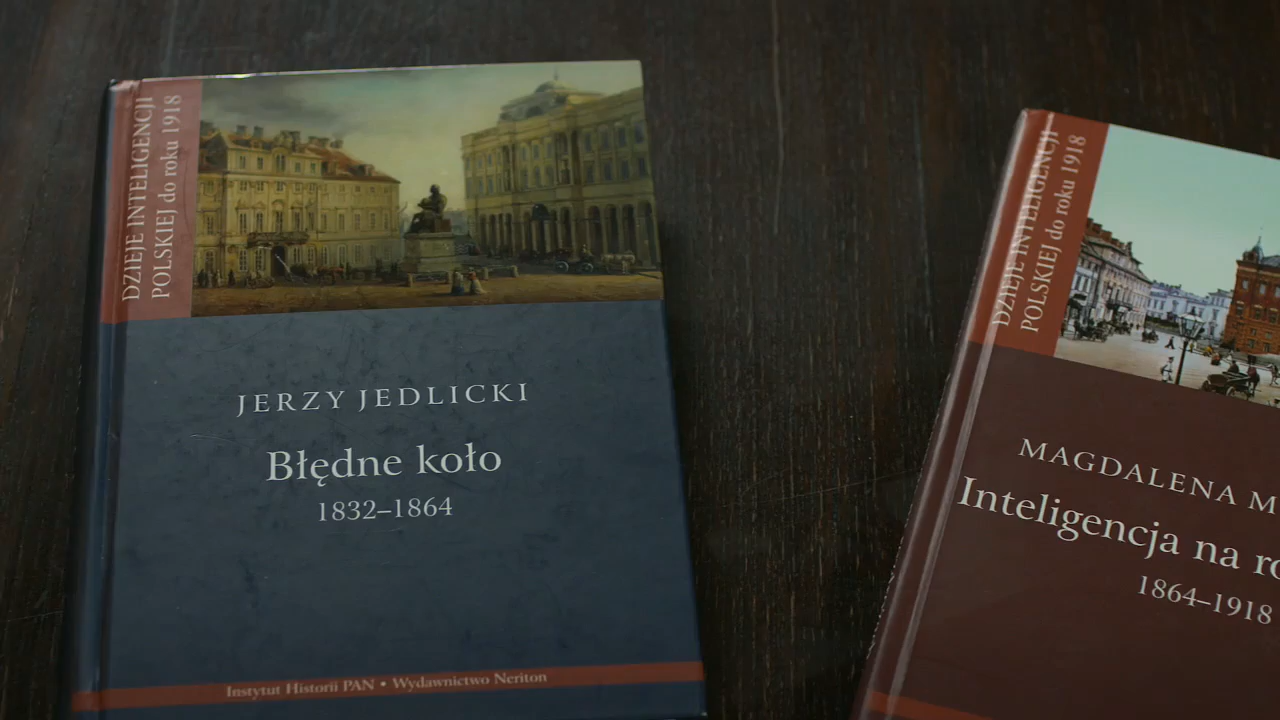 DZIEJE INTELIGENCJI
POLSKIEJ do roku 1918
JERZY JEDLICKI
Błędne koło
1832–1864
Instytut Historii PAN • Wydawnictwo Neriton
DZIEJE INTELIGENCJI
POLSKIEJ do roku 1918
MAGDALENA M
Inteligencja na
1864–1918